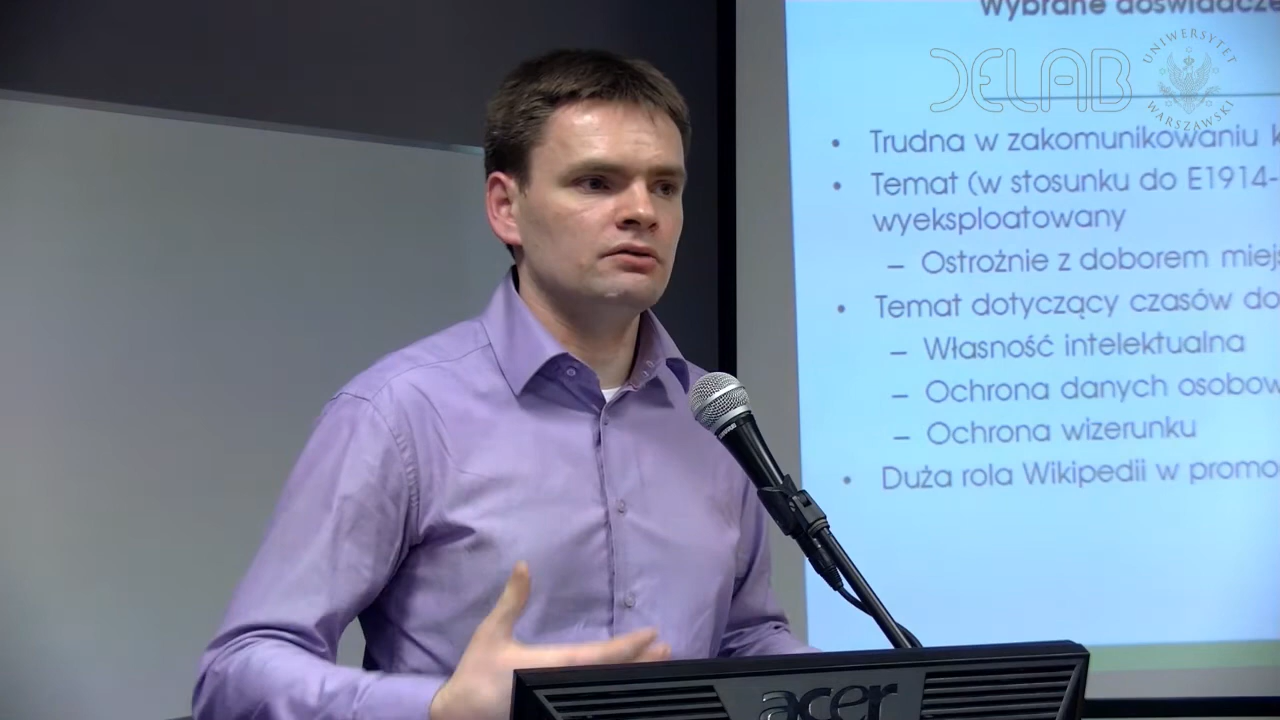 Wybrane doświadcze
DELAB
UNIWERSYTET
WARSZAWSKI
• Trudna w zakomunikowaniu k
• Temat (w stosunku do E1914-
wyeksploatowany
– Ostrożnie z doborem miejs
• Temat dotyczący czasów do
– Własność intelektualna
– Ochrona danych osobow
– Ochrona wizerunku
• Duża rola Wikipedii w promo
acer